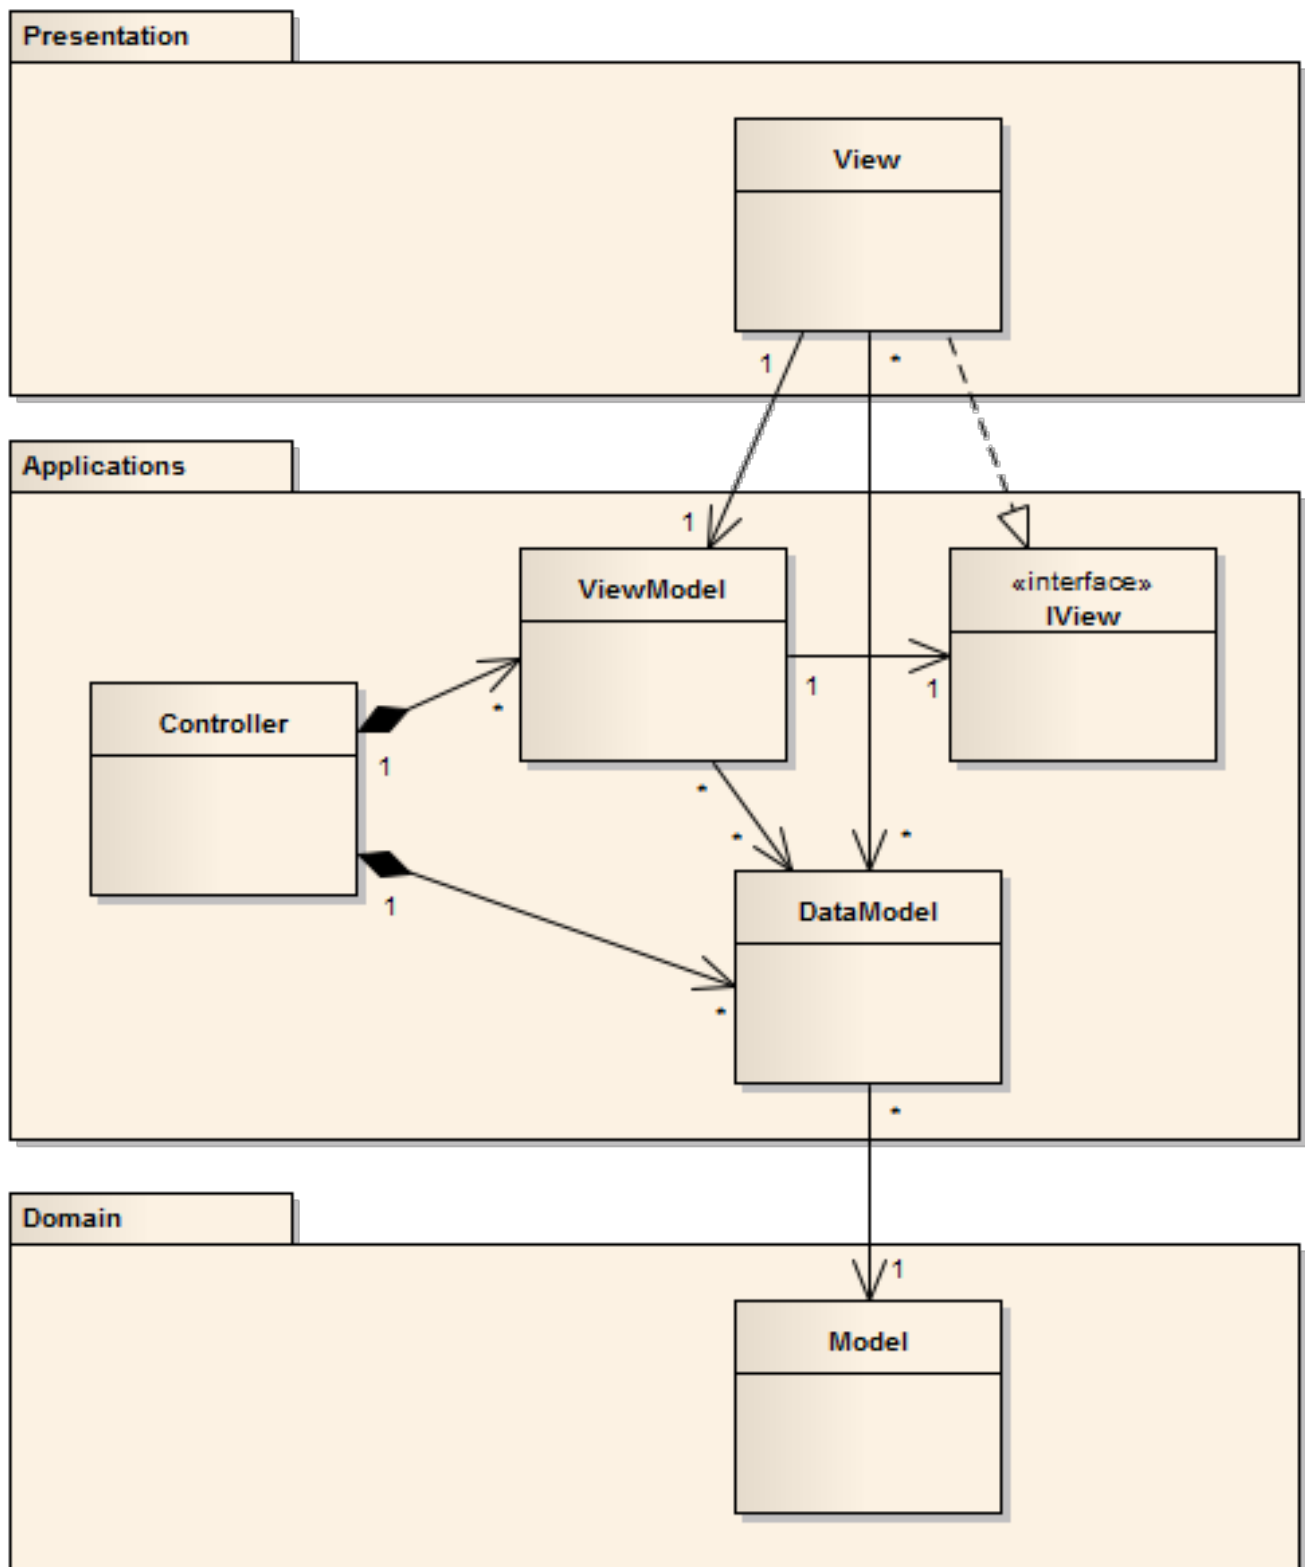 Presentation
View
1
*
Applications
1
ViewModel
«interface»
IView
1
1
*
Controller
1
*
*
*
1
DataModel
*
*
Domain
1
Model